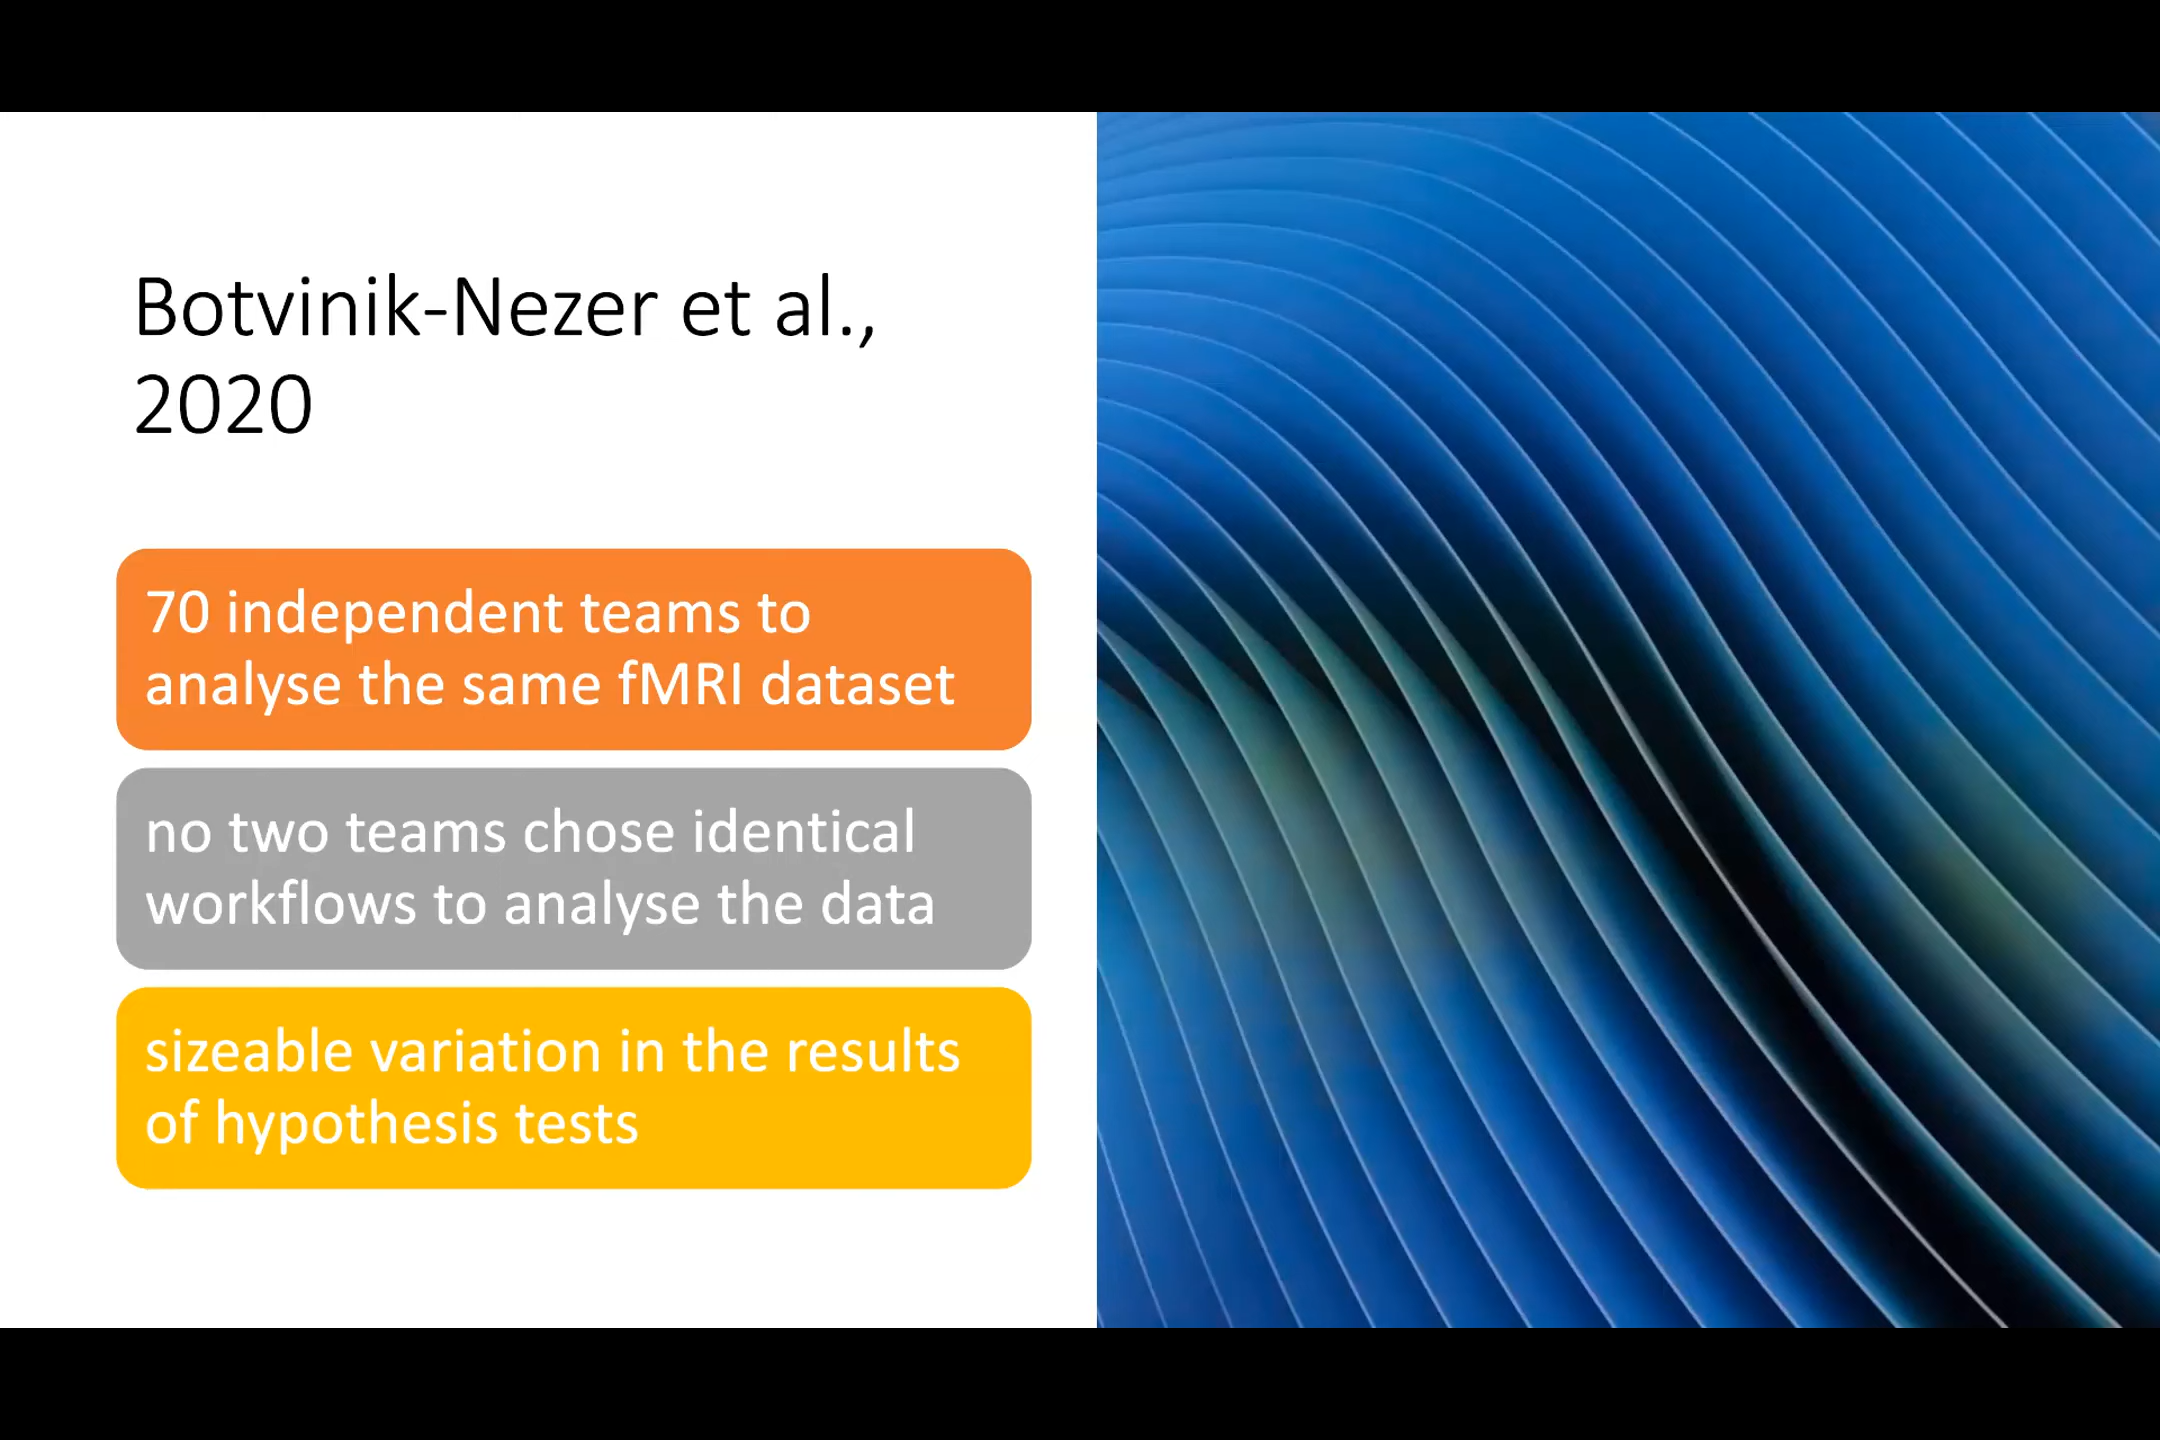 Botvinik-Nezer et al.,
2020
70 independent teams to
analyse the same fMRI dataset
no two teams chose identical
workflows to analyse the data
sizeable variation in the results
of hypothesis tests